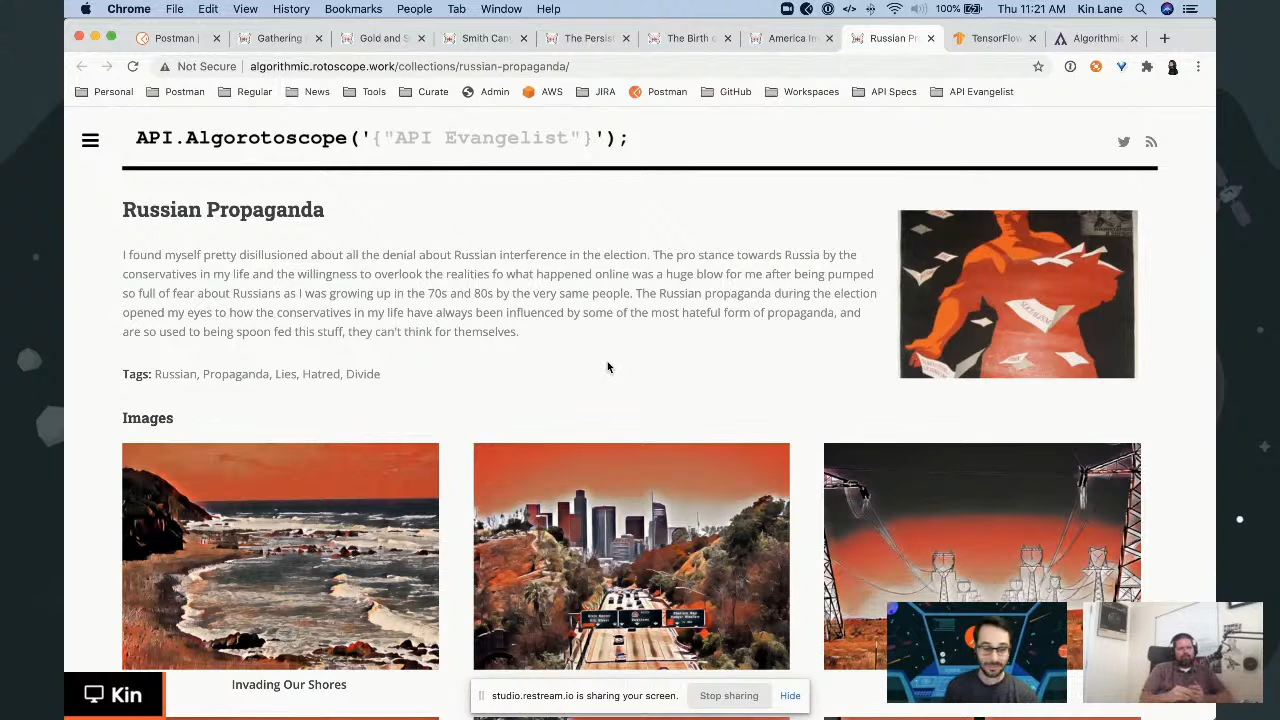 Chrome File Edit View History Bookmarks People Tab Window Help 100% Thu 11:21 AM Kin Lane
Postman | Gathering Gold and S Smith Can The Persist The Birth o America In Russian Pr TensorFlow Algorithmic
Not Secure | algorithmic.rotoscope.work/collections/russian-propaganda/
Personal Postman Regular News Tools Curate Admin AWS JIRA Postman GitHub Workspaces API Specs API Evangelist
API.Algorotoscope('{"API Evangelist"}');
Russian Propaganda
I found myself pretty disillusioned about all the denial about Russian interference in the election. The pro stance towards Russia by the
conservatives in my life and the willingness to overlook the realities fo what happened online was a huge blow for me after being pumped
so full of fear about Russians as I was growing up in the 70s and 80s by the very same people. The Russian propaganda during the election
opened my eyes to how the conservatives in my life have always been influenced by some of the most hateful form of propaganda, and
are so used to being spoon fed this stuff, they can't think for themselves.
Tags: Russian, Propaganda, Lies, Hatred, Divide
Images
Invading Our Shores
studio.restream.io is sharing your screen. Stop sharing Hide
Kin